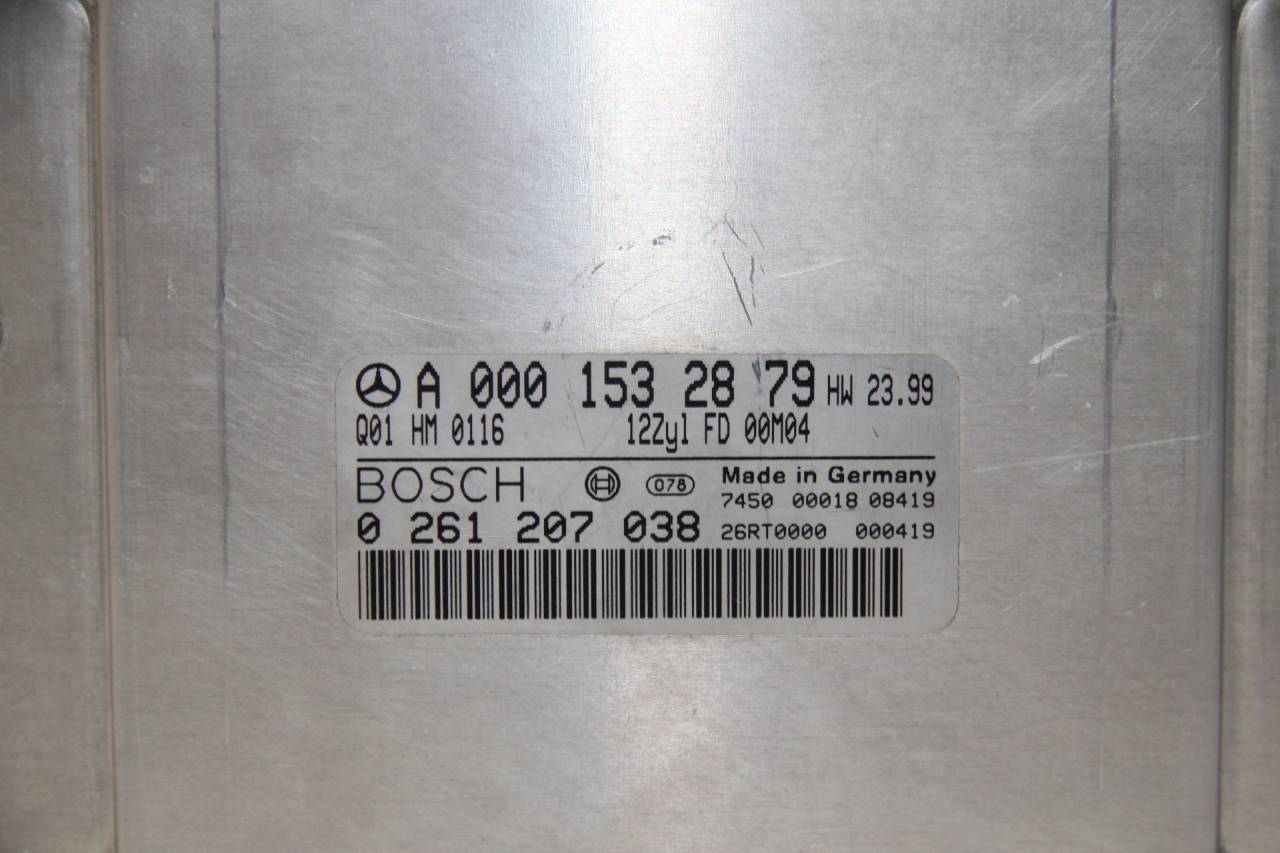 A 000 153 28 79 HW 23.99
Q01 HM 0116 12Zyl FD 00M04
BOSCH 078 Made in Germany
7450 00018 08419
0 261 207 038 26RT0000 000419